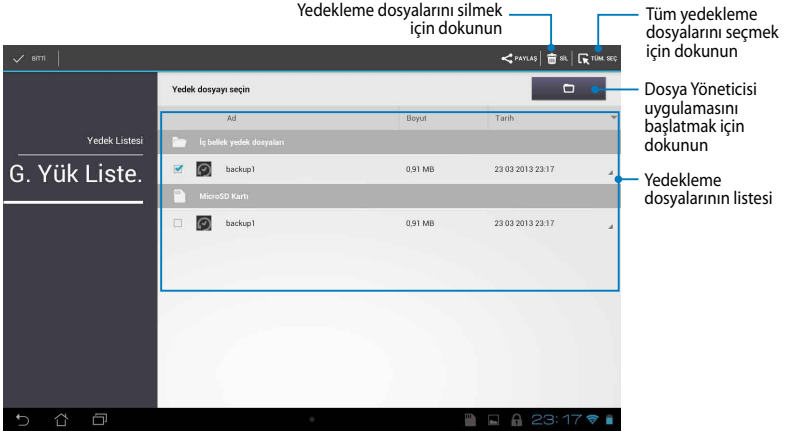 Yedekleme dosyalarını silmek
için dokunun
Tüm yedekleme
dosyalarını seçmek
için dokunun
BİTTİ
PAYLAŞ
SİL
TÜM. SEÇ
Yedek dosyayı seçin
Dosya Yöneticisi
uygulamasını
başlatmak için
dokunun
Ad Boyut Tarih
Yedek Listesi
G. Yük Liste.
İç bellek yedek dosyaları
backup1 0,91 MB 23 03 2013 23:17
MicroSD Kartı
backup1 0,91 MB 23 03 2013 23:17
Yedekleme
dosyalarının listesi
23:17